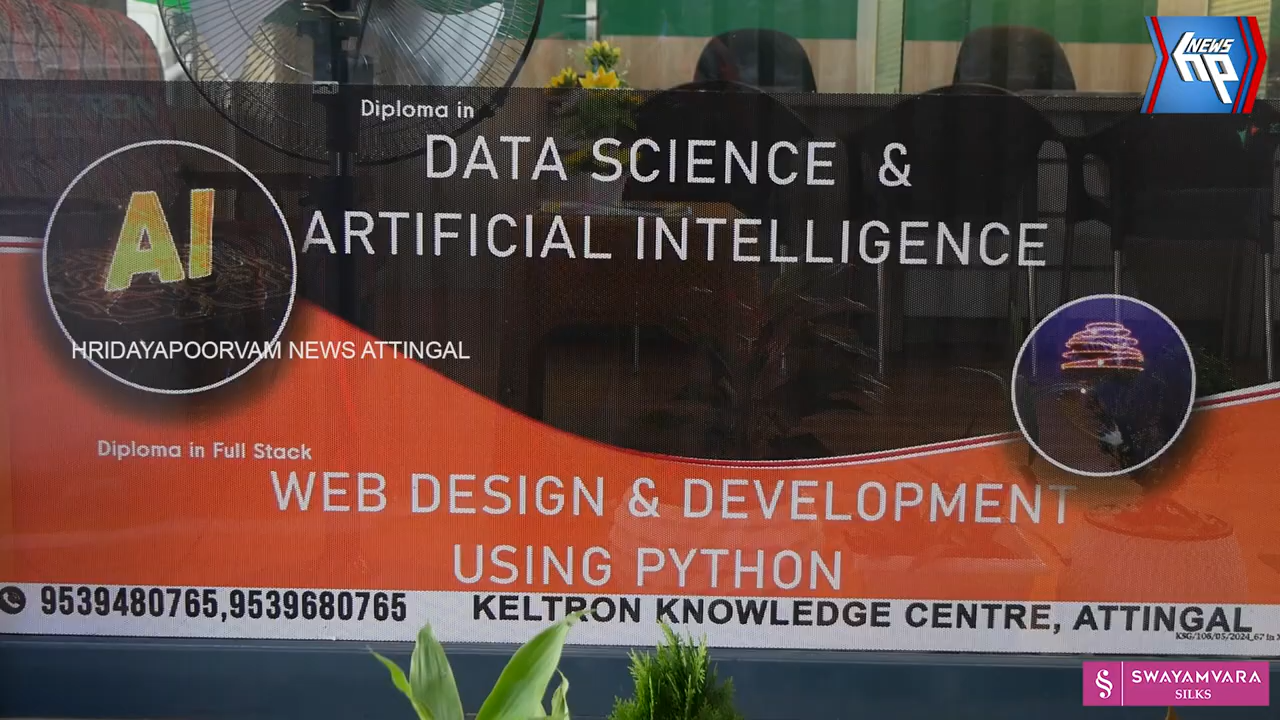 NEWS
hp
Diploma in
DATA SCIENCE &
ARTIFICIAL INTELLIGENCE
AI
HRIDAYAPOORVAM NEWS ATTINGAL
Diploma in Full Stack
WEB DESIGN & DEVELOPMENT
USING PYTHON
9539480765,9539680765
KELTRON KNOWLEDGE CENTRE, ATTINGAL
SWAYAMVARA
SILKS